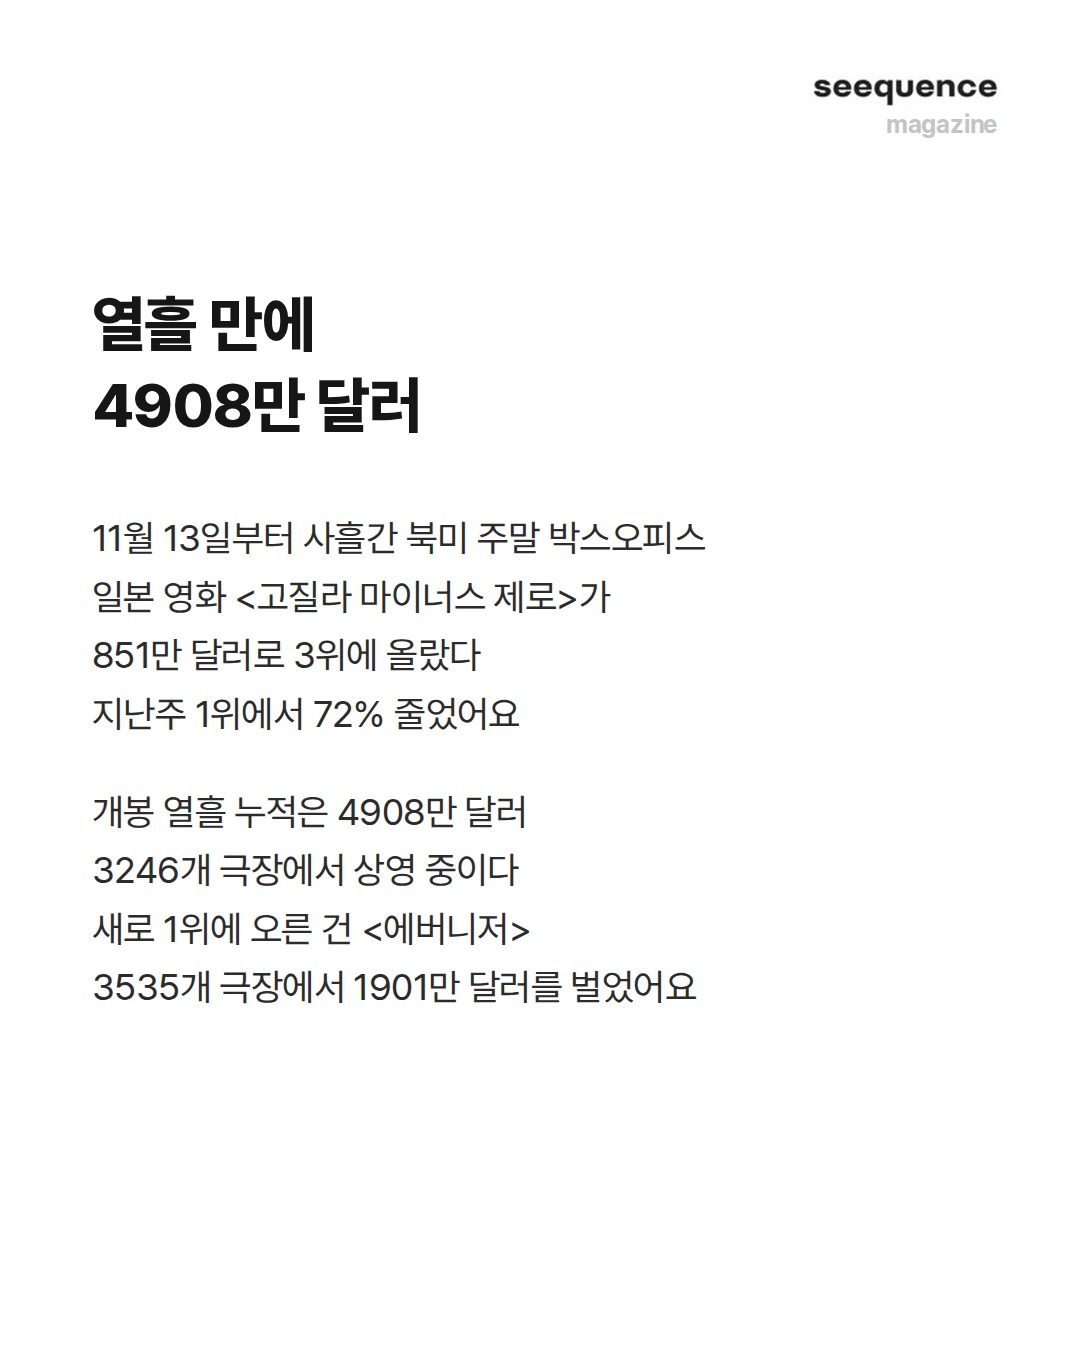 seequence
magazine
열흘 만에
4908만 달러
11월 13일부터 사흘간 북미 주말 박스오피스
일본 영화 <고질라 마이너스 제로>가
851만 달러로 3위에 올랐다
지난주 1위에서 72% 줄었어요
개봉 열흘 누적은 4908만 달러
3246개 극장에서 상영 중이다
새로 1위에 오른 건 <에버니저>
3535개 극장에서 1901만 달러를 벌었어요